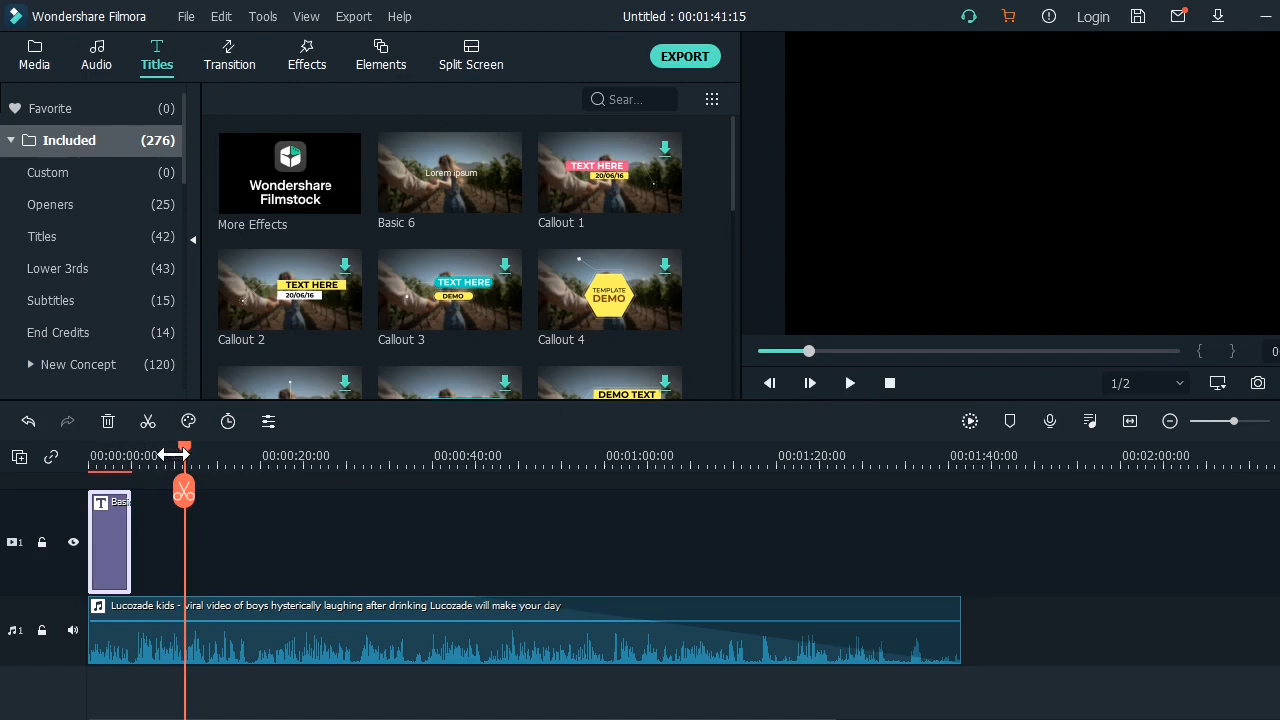 Wondershare Filmora
File Edit Tools View Export Help
Untitled : 00:01:41:15
Login
Media Audio Titles Transition Effects Elements Split Screen
EXPORT
Favorite (0)
Included (276)
Custom (0)
Openers (25)
Titles (42)
Lower 3rds (43)
Subtitles (15)
End Credits (14)
New Concept (120)
Sear...
Wondershare
Filmstock
More Effects
Lorem ipsum
Basic 6
TEXT HERE
20/06/16
Callout 1
TEXT HERE
20/06/16
Callout 2
TEXT HERE
DEMO
Callout 3
TEMPLATE
DEMO
Callout 4
DEMO TEXT
{ } 0
1/2
00:00:00:00 00:00:20:00 00:00:40:00 00:01:00:00 00:01:20:00 00:01:40:00 00:02:00:00
T Basi
1
1
Lucozade kids - viral video of boys hysterically laughing after drinking Lucozade will make your day